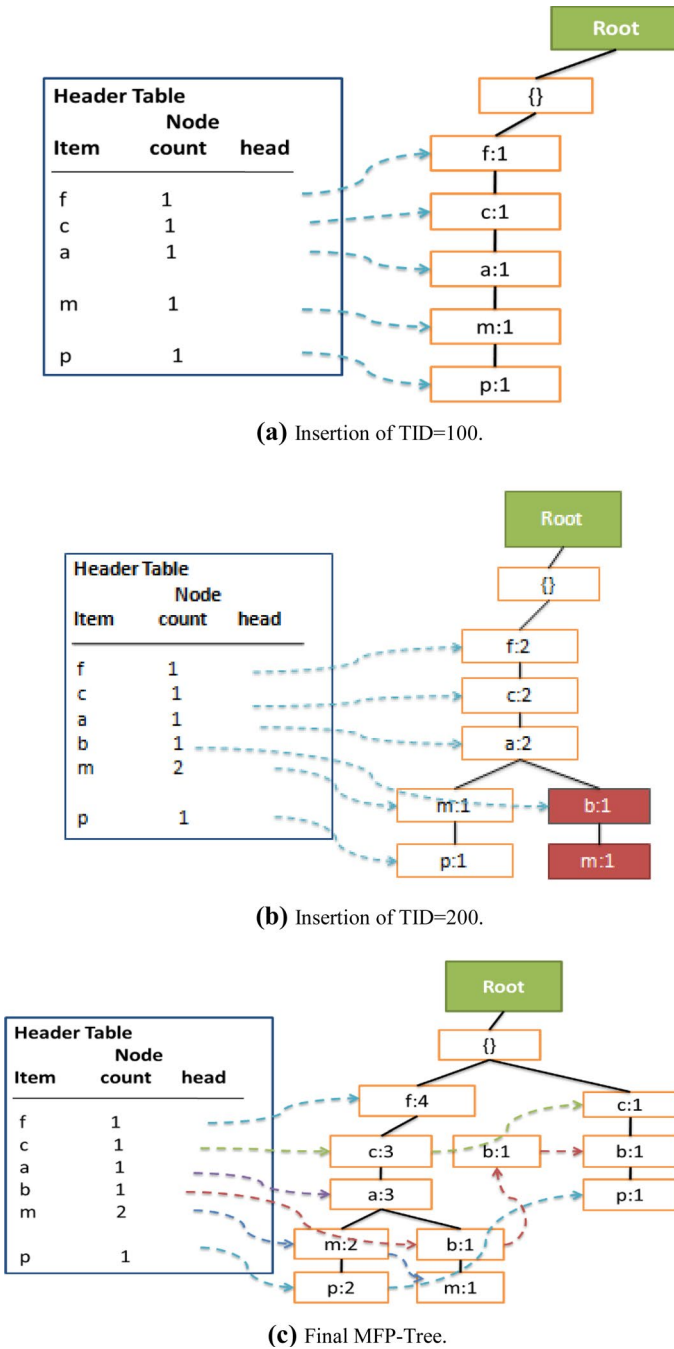 Root
{}
Header Table
Node
Item count head
f 1
c 1
a 1
m 1
p 1
f:1
c:1
a:1
m:1
p:1
(a) Insertion of TID=100.
Root
{}
Header Table
Node
Item count head
f 1
c 1
a 1
b 1
m 2
p 1
f:2
c:2
a:2
m:1 b:1
p:1 m:1
(b) Insertion of TID=200.
Root
{}
Header Table
Node
Item count head
f 1
c 1
a 1
b 1
m 2
p 1
f:4 c:1
c:3 b:1 b:1
a:3 p:1
m:2 b:1
p:2 m:1
(c) Final MFP-Tree.